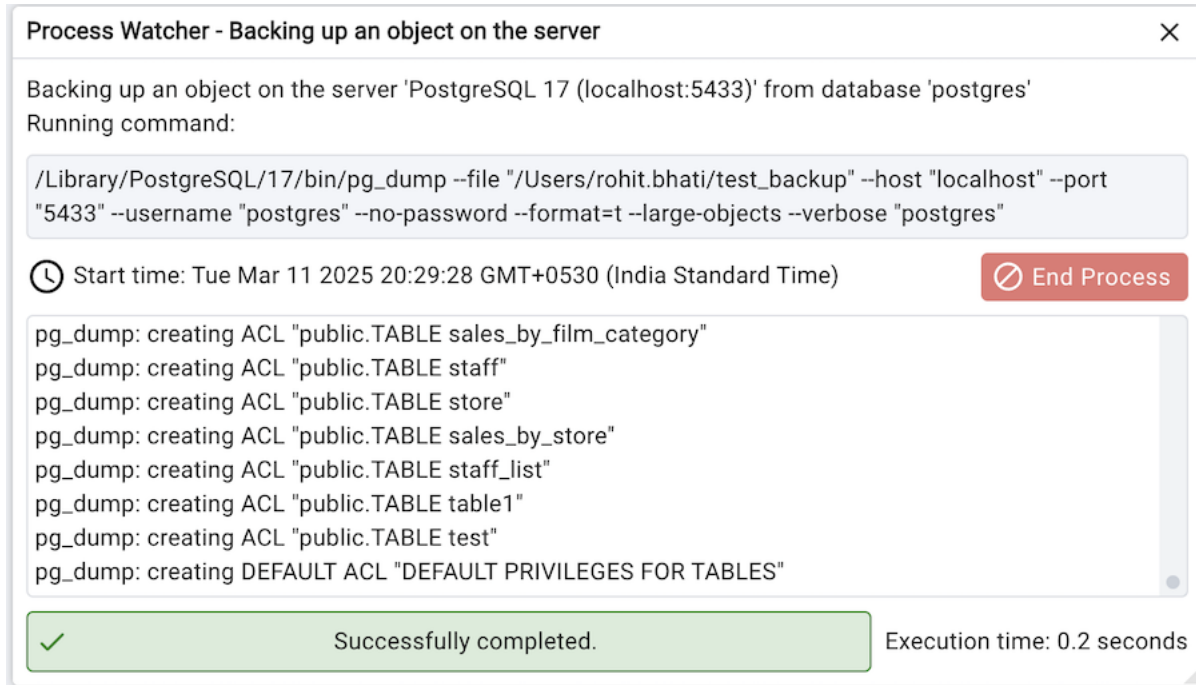 Process Watcher - Backing up an object on the server
Backing up an object on the server 'PostgreSQL 17 (localhost:5433)' from database 'postgres'
Running command:
/Library/PostgreSQL/17/bin/pg_dump --file "/Users/rohit.bhati/test_backup" --host "localhost" --port
"5433" --username "postgres" --no-password --format=t --large-objects --verbose "postgres"
Start time: Tue Mar 11 2025 20:29:28 GMT+0530 (India Standard Time)
End Process
pg_dump: creating ACL "public.TABLE sales_by_film_category"
pg_dump: creating ACL "public.TABLE staff"
pg_dump: creating ACL "public.TABLE store"
pg_dump: creating ACL "public.TABLE sales_by_store"
pg_dump: creating ACL "public.TABLE staff_list"
pg_dump: creating ACL "public.TABLE table1"
pg_dump: creating ACL "public.TABLE test"
pg_dump: creating DEFAULT ACL "DEFAULT PRIVILEGES FOR TABLES"
Successfully completed.
Execution time: 0.2 seconds